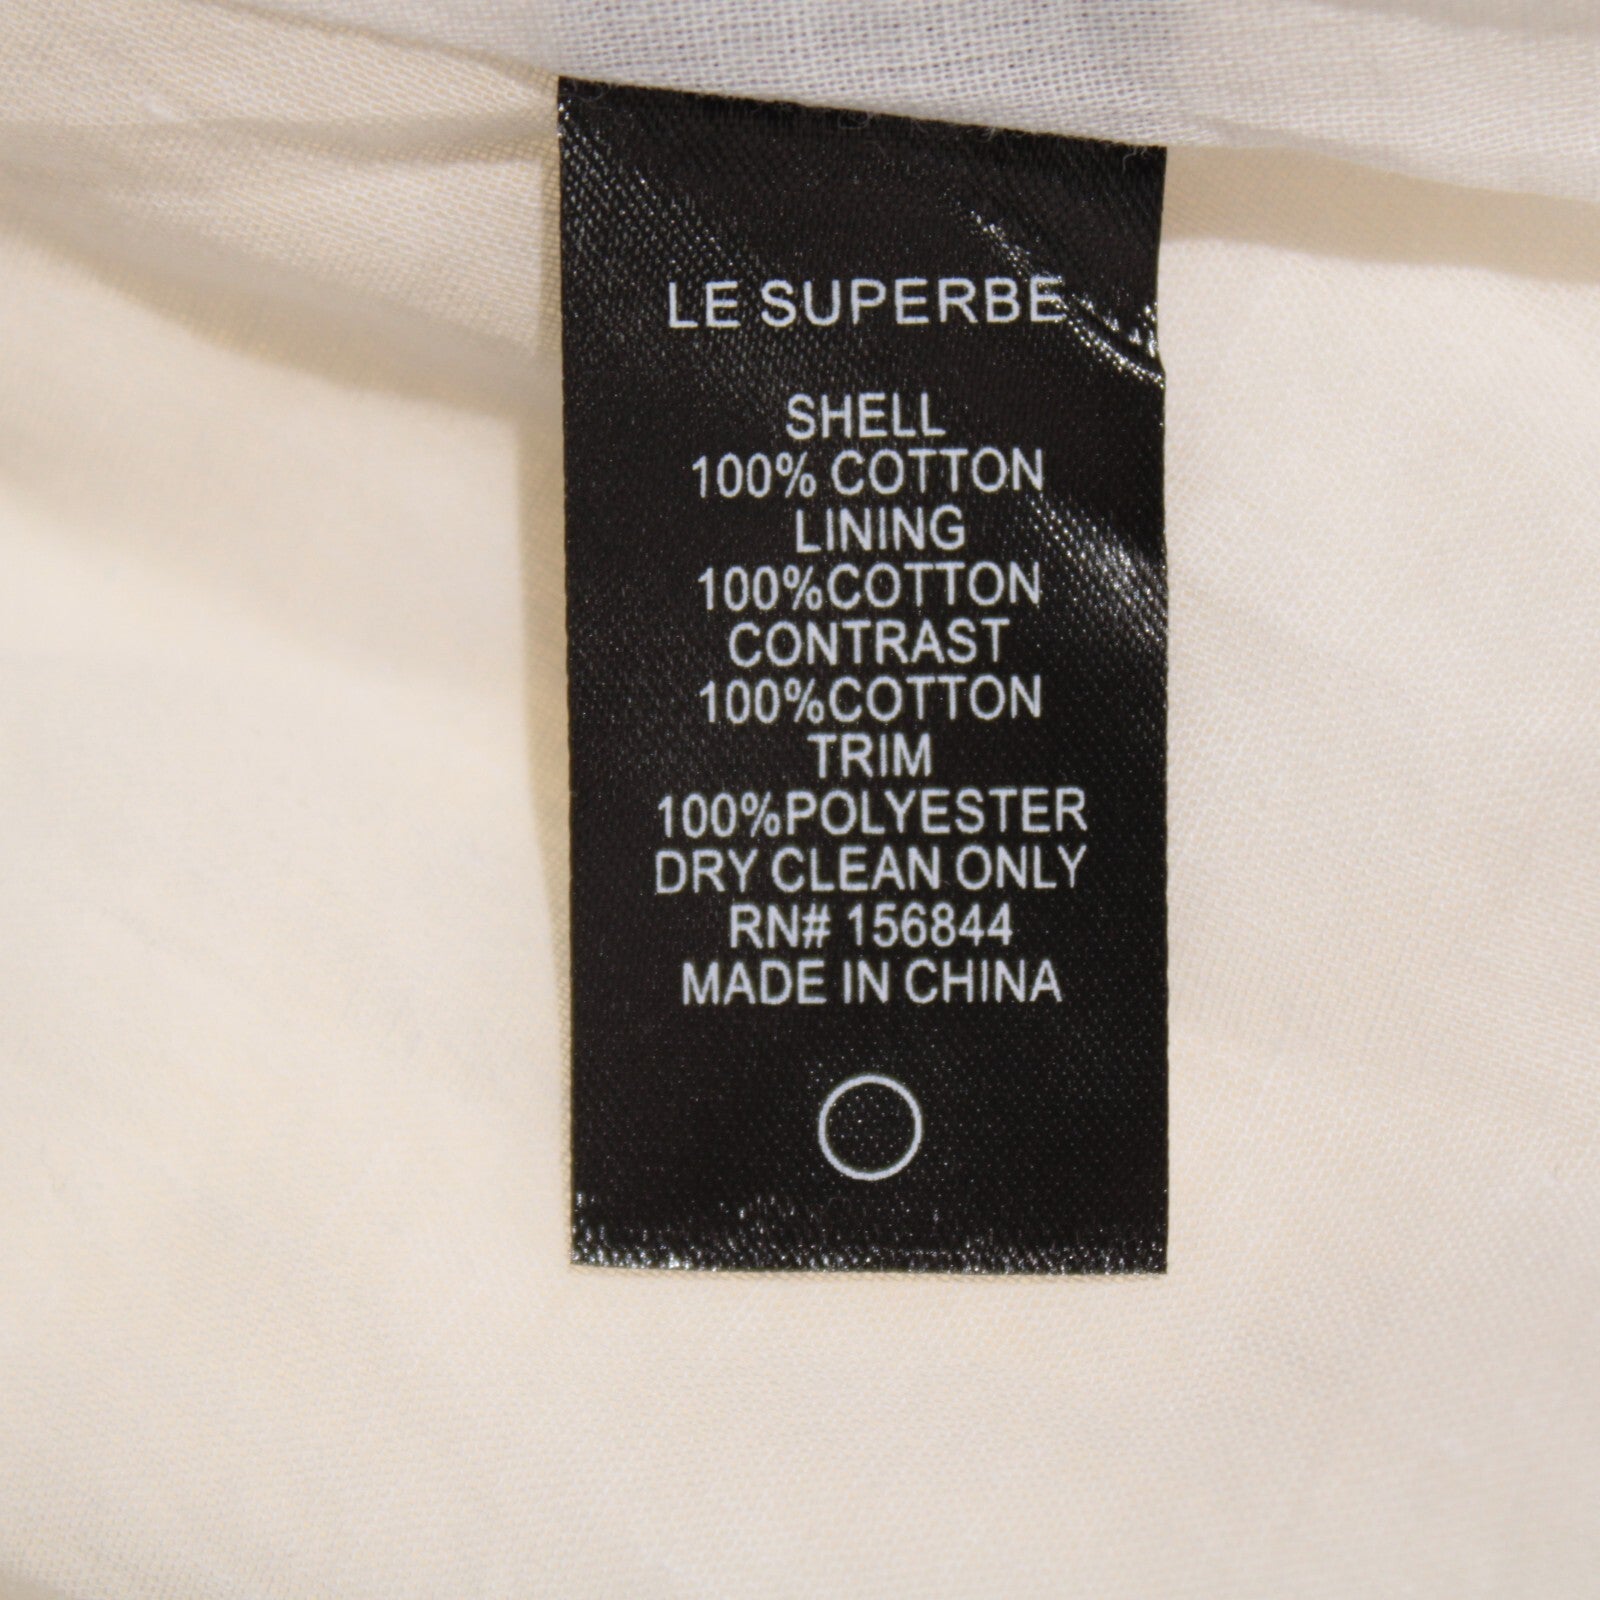 LE SUPERBE
SHELL
100% COTTON
LINING
100%COTTON
CONTRAST
100%COTTON
TRIM
100%POLYESTER
DRY CLEAN ONLY
RN# 156844
MADE IN CHINA